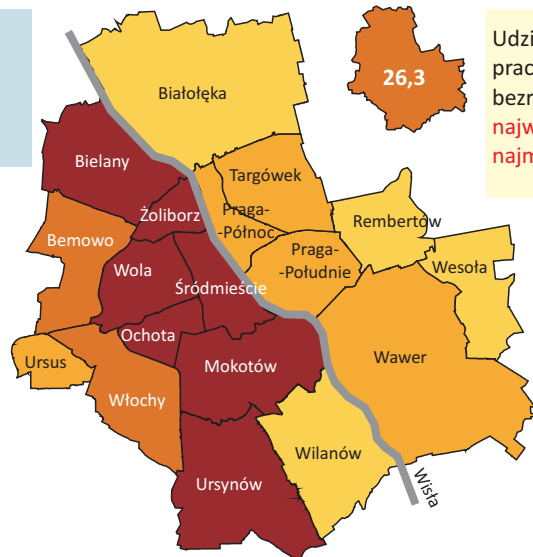 Udzi
prac
bezr
najw
najm
26,3
Białołęka
Bielany
Targówek
Żoliborz
Praga-
-Północ
Rembertów
Bemowo
Wola
Praga-
-Południe
Wesoła
Śródmieście
Ochota
Ursus
Mokotów
Wawer
Włochy
Wilanów
Ursynów
Wisła